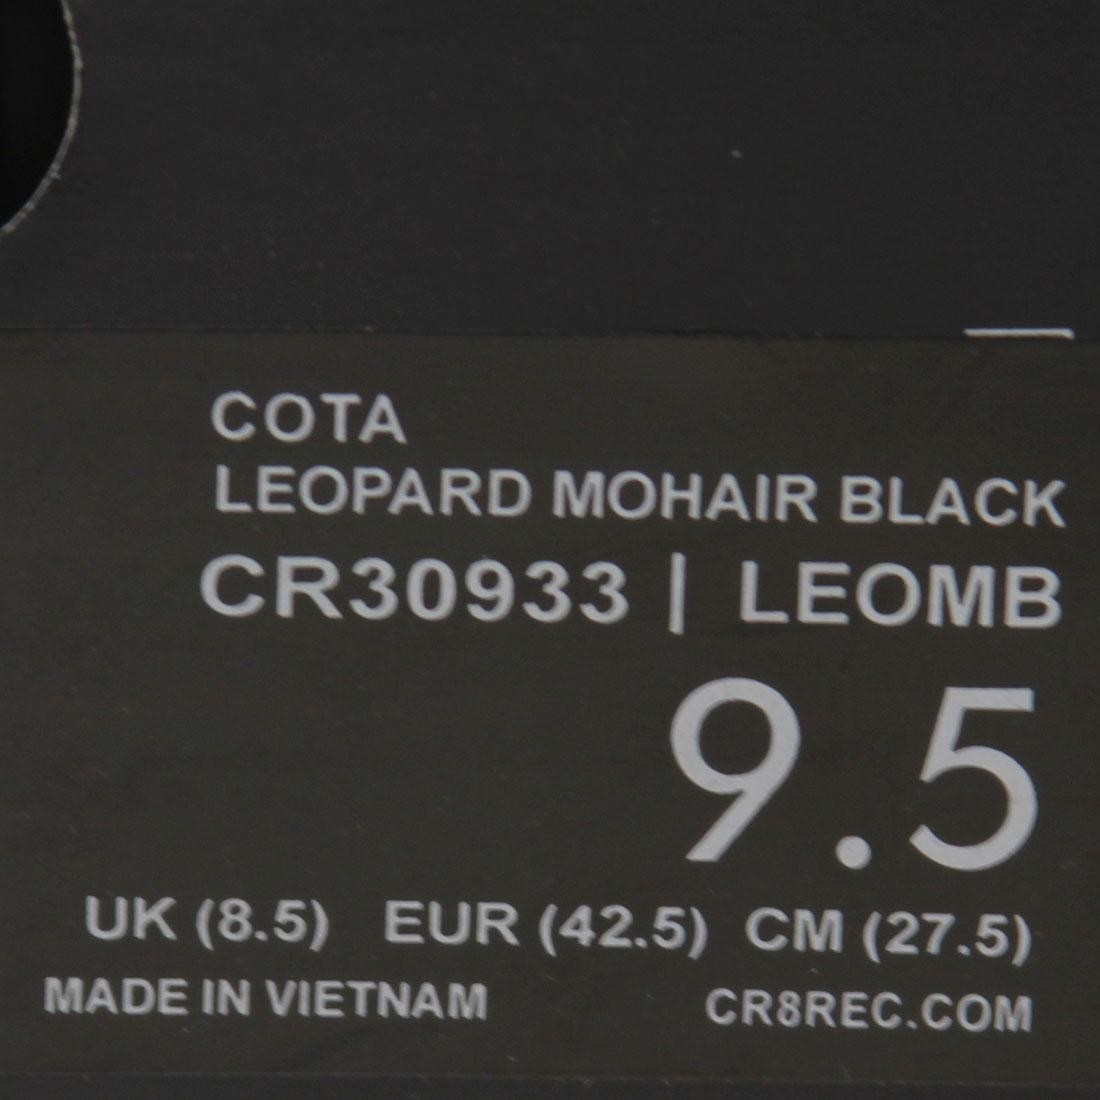 COTA
LEOPARD MOHAIR BLACK
CR30933 | LEOMB
9.5
UK (8.5) EUR (42.5) CM (27.5)
MADE IN VIETNAM CR8REC.COM